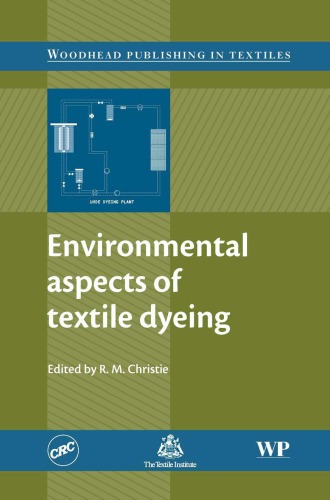 WOODHEAD PUBLISHING IN TEXTILES
Environmental
aspects of
textile dyeing
Edited by R. M. Christie
CRC
The Textile Institute
WP